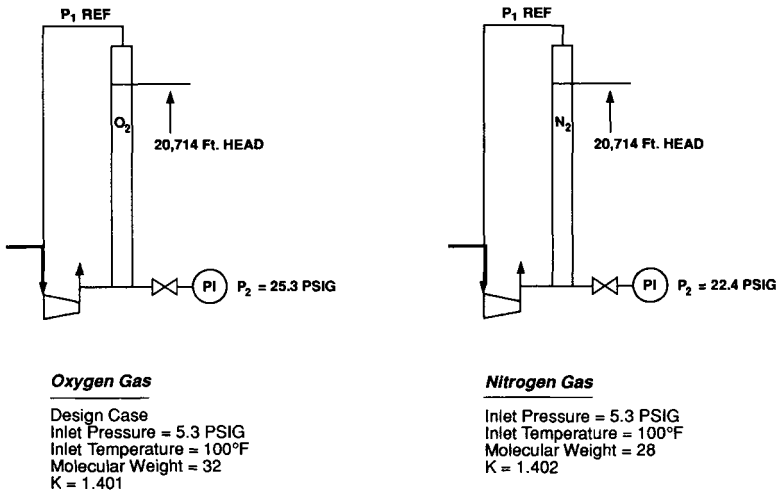 P₁ REF
O₂
20,714 Ft. HEAD
PI
P₂ = 25.3 PSIG
Oxygen Gas
Design Case
Inlet Pressure = 5.3 PSIG
Inlet Temperature = 100°F
Molecular Weight = 32
K = 1.401
P₁ REF
N₂
20,714 Ft. HEAD
PI
P₂ = 22.4 PSIG
Nitrogen Gas
Inlet Pressure = 5.3 PSIG
Inlet Temperature = 100°F
Molecular Weight = 28
K = 1.402